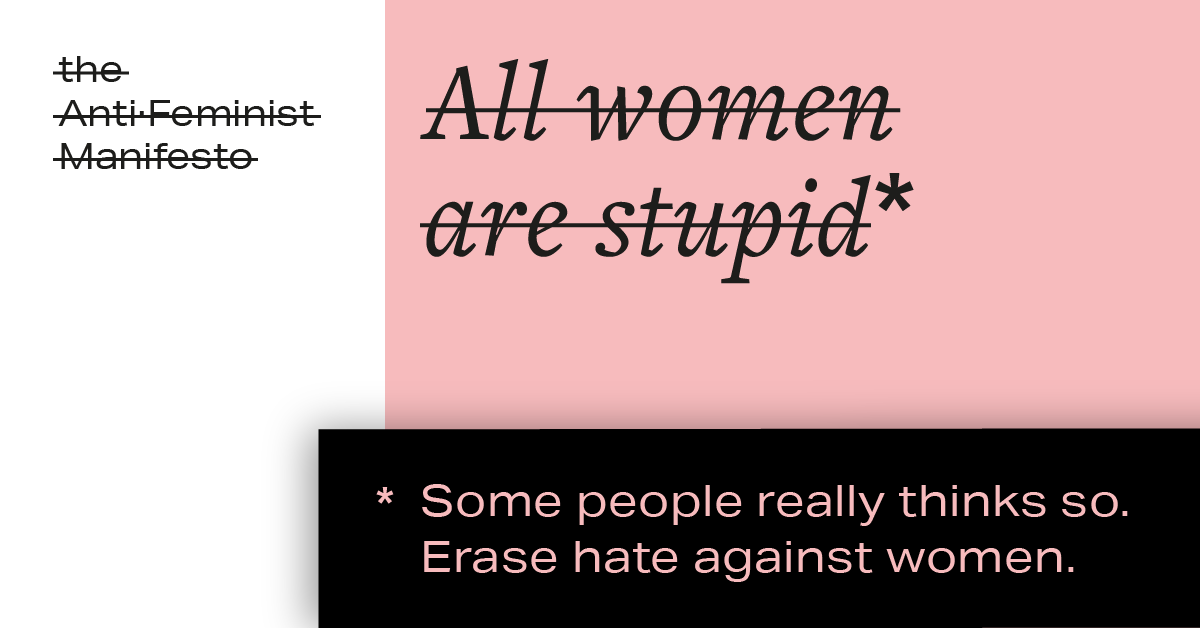 the
Anti-Feminist
Manifesto
All women
are stupid*
* Some people really thinks so.
Erase hate against women.